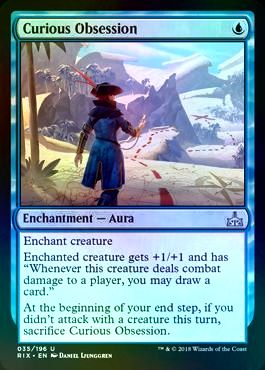 Curious Obsession
Enchantment — Aura
Enchant creature
Enchanted creature gets +1/+1 and has
"Whenever this creature deals combat
damage to a player, you may draw a
card."
At the beginning of your end step, if you
didn't attack with a creature this turn,
sacrifice Curious Obsession.
035/196 U
RIX • EN Daniel Ljunggren
™ & © 2018 Wizards of the Coast